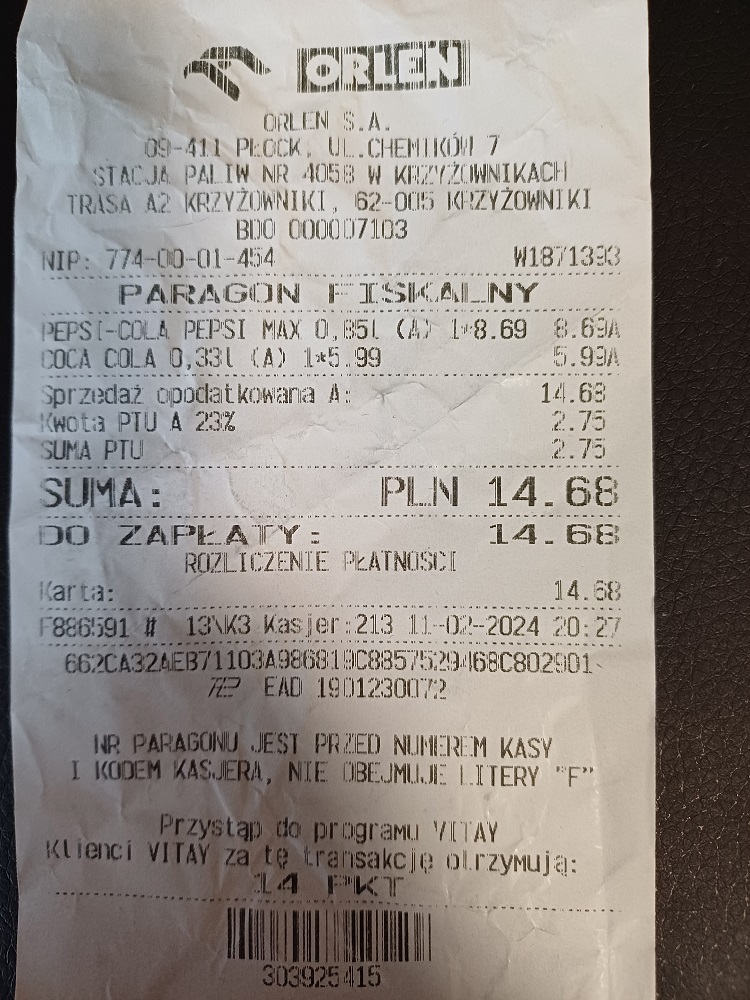 ORLEN
ORLEN S.A.
09-411 PŁOCK, UL.CHEMIKÓW 7
STACJA PALIW NR 4058 W KRZYŻOWNIKACH
TRASA A2 KRZYŻOWNIKI, 62-005 KRZYŻOWNIKI
BDO 000007103
NIP: 774-00-01-454 W1871393
PARAGON FISKALNY
PEPSI-COLA PEPSI MAX 0,85l (A) 1*8.69 8.69A
COCA COLA 0,33l (A) 1*5.99 5.99A
Sprzedaż opodatkowana A: 14.68
Kwota PTU A 23% 2.75
SUMA PTU 2.75
SUMA: PLN 14.68
DO ZAPŁATY: 14.68
ROZLICZENIE PŁATNOŚCI
Karta: 14.68
F886591 # 13\K3 Kasjer:213 11-02-2024 20:27
EAD 1901230072
NR PARAGONU JEST PRZED NUMEREM KASY
I KODEM KASJERA, NIE OBEJMUJE LITERY "F"
Przystąp do programu VITAY
Klienci VITAY za tę transakcję otrzymują:
14 PKT
303925415